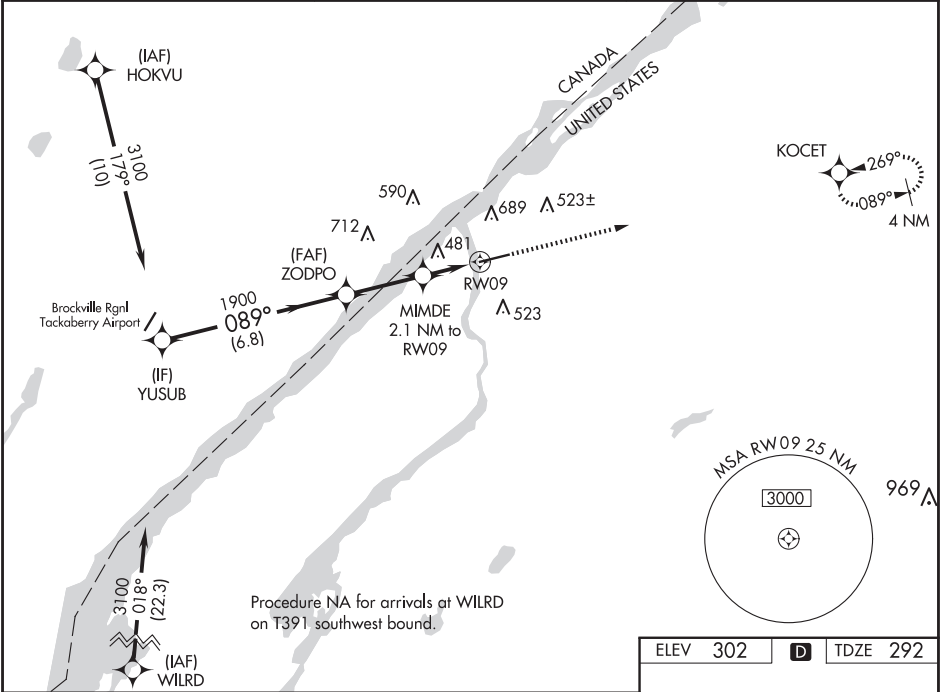 (IAF)
HOKVU
CANADA
UNITED STATES
3100
179°
(10)
KOCET
269°
089°
4 NM
590
712
689
523±
481
(FAF)
ZODPO
RW09
1900
089°
(6.8)
MIMDE
2.1 NM to
RW09
523
Brockville Rgnl
Tackaberry Airport
(IF)
YUSUB
MSA RW09 25 NM
3000
969
3100
018°
(22.3)
Procedure NA for arrivals at WILRD
on T391 southwest bound.
(IAF)
WILRD
ELEV 302 D TDZE 292